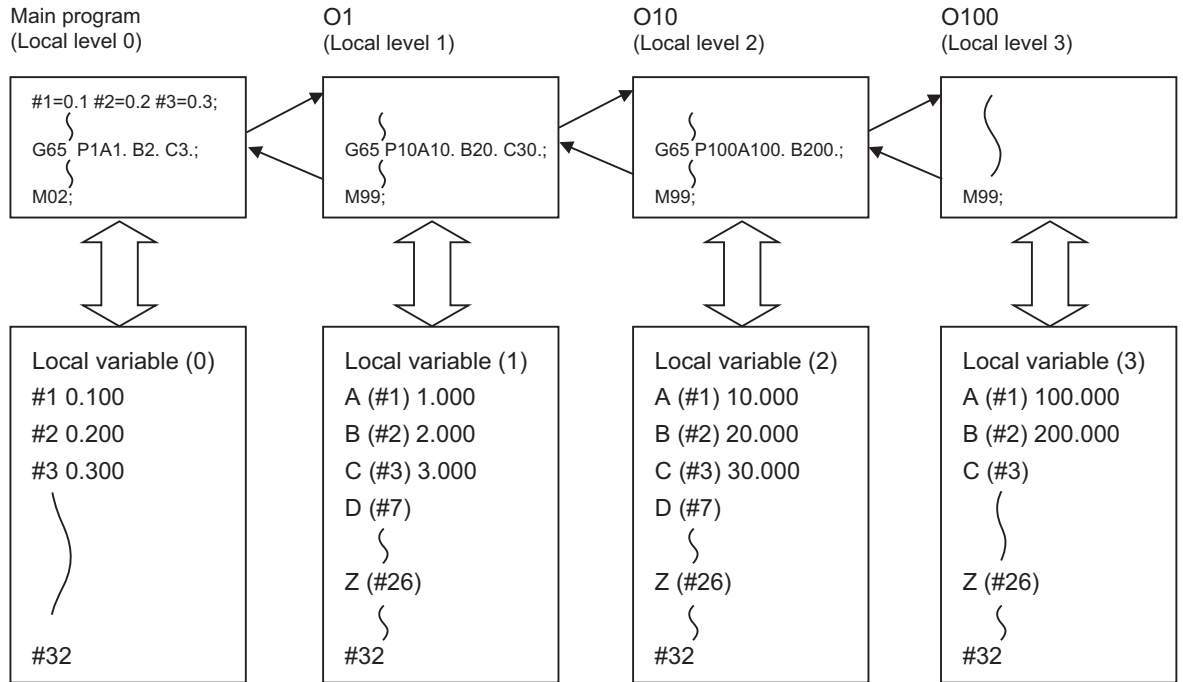 Main program
(Local level 0)
O1
(Local level 1)
O10
(Local level 2)
O100
(Local level 3)
#1=0.1 #2=0.2 #3=0.3;
G65 P1A1. B2. C3.;
M02;
G65 P10A10. B20. C30.;
M99;
G65 P100A100. B200.;
M99;
M99;
Local variable (0)
#1 0.100
#2 0.200
#3 0.300
#32
Local variable (1)
A (#1) 1.000
B (#2) 2.000
C (#3) 3.000
D (#7)
Z (#26)
#32
Local variable (2)
A (#1) 10.000
B (#2) 20.000
C (#3) 30.000
D (#7)
Z (#26)
#32
Local variable (3)
A (#1) 100.000
B (#2) 200.000
C (#3)
Z (#26)
#32